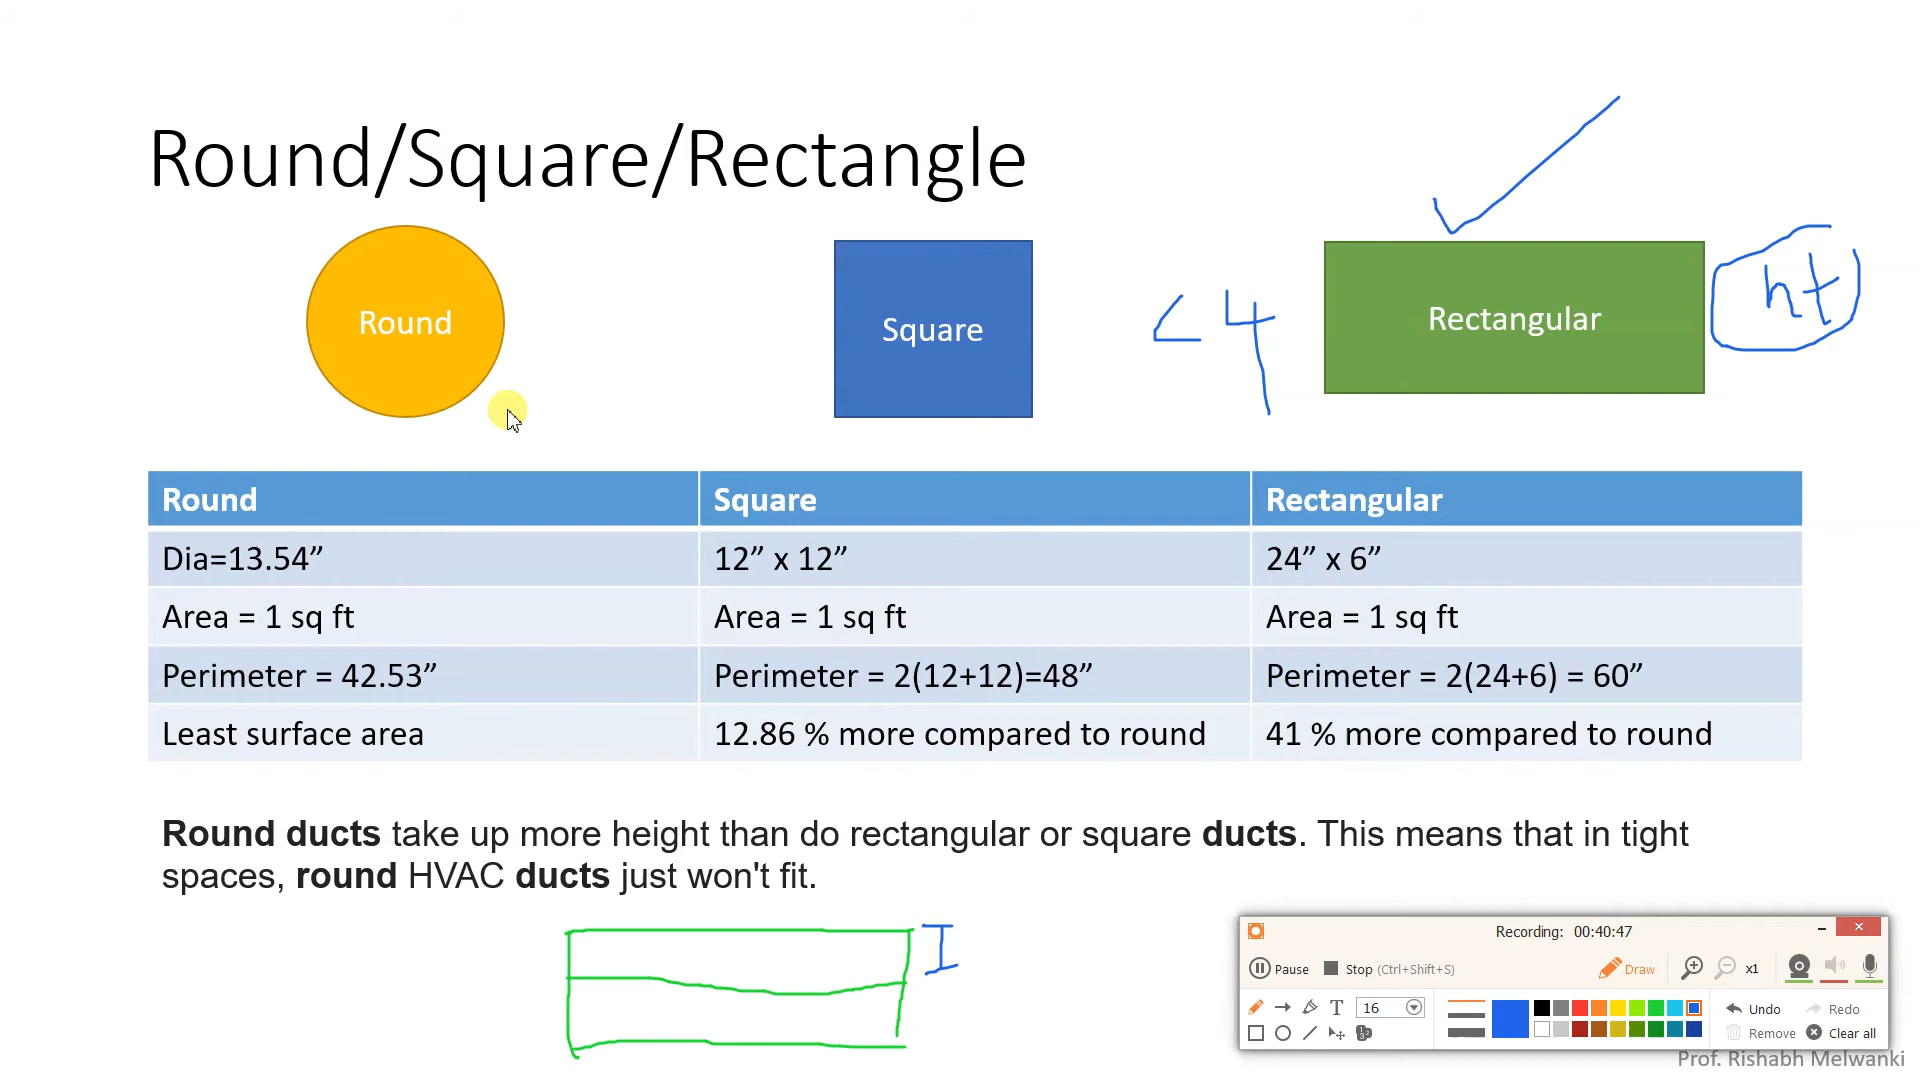 Round/Square/Rectangle
Round
Square
< 4
Rectangular
ht
Round Square Rectangular
Dia=13.54” 12” x 12” 24” x 6”
Area = 1 sq ft Area = 1 sq ft Area = 1 sq ft
Perimeter = 42.53” Perimeter = 2(12+12)=48” Perimeter = 2(24+6) = 60”
Least surface area 12.86 % more compared to round 41 % more compared to round
Round ducts take up more height than do rectangular or square ducts. This means that in tight
spaces, round HVAC ducts just won't fit.
Recording: 00:40:47
Pause Stop (Ctrl+Shift+S) Draw x1
T 16 Undo Redo
Remove Clear all
Prof. Rishabh Melwanki